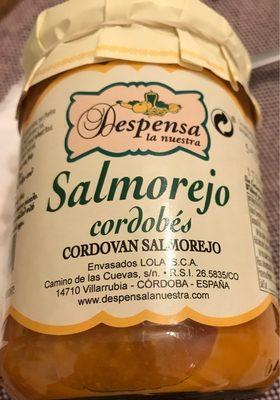 Despensa
la nuestra
Salmorejo
cordobés
CORDOVAN SALMOREJO
Envasados LOLA, S.C.A.
Camino de las Cuevas, s/n. • R.S.I. 26.5835/CO
14710 Villarrubia - CÓRDOBA - ESPAÑA
www.despensalanuestra.com